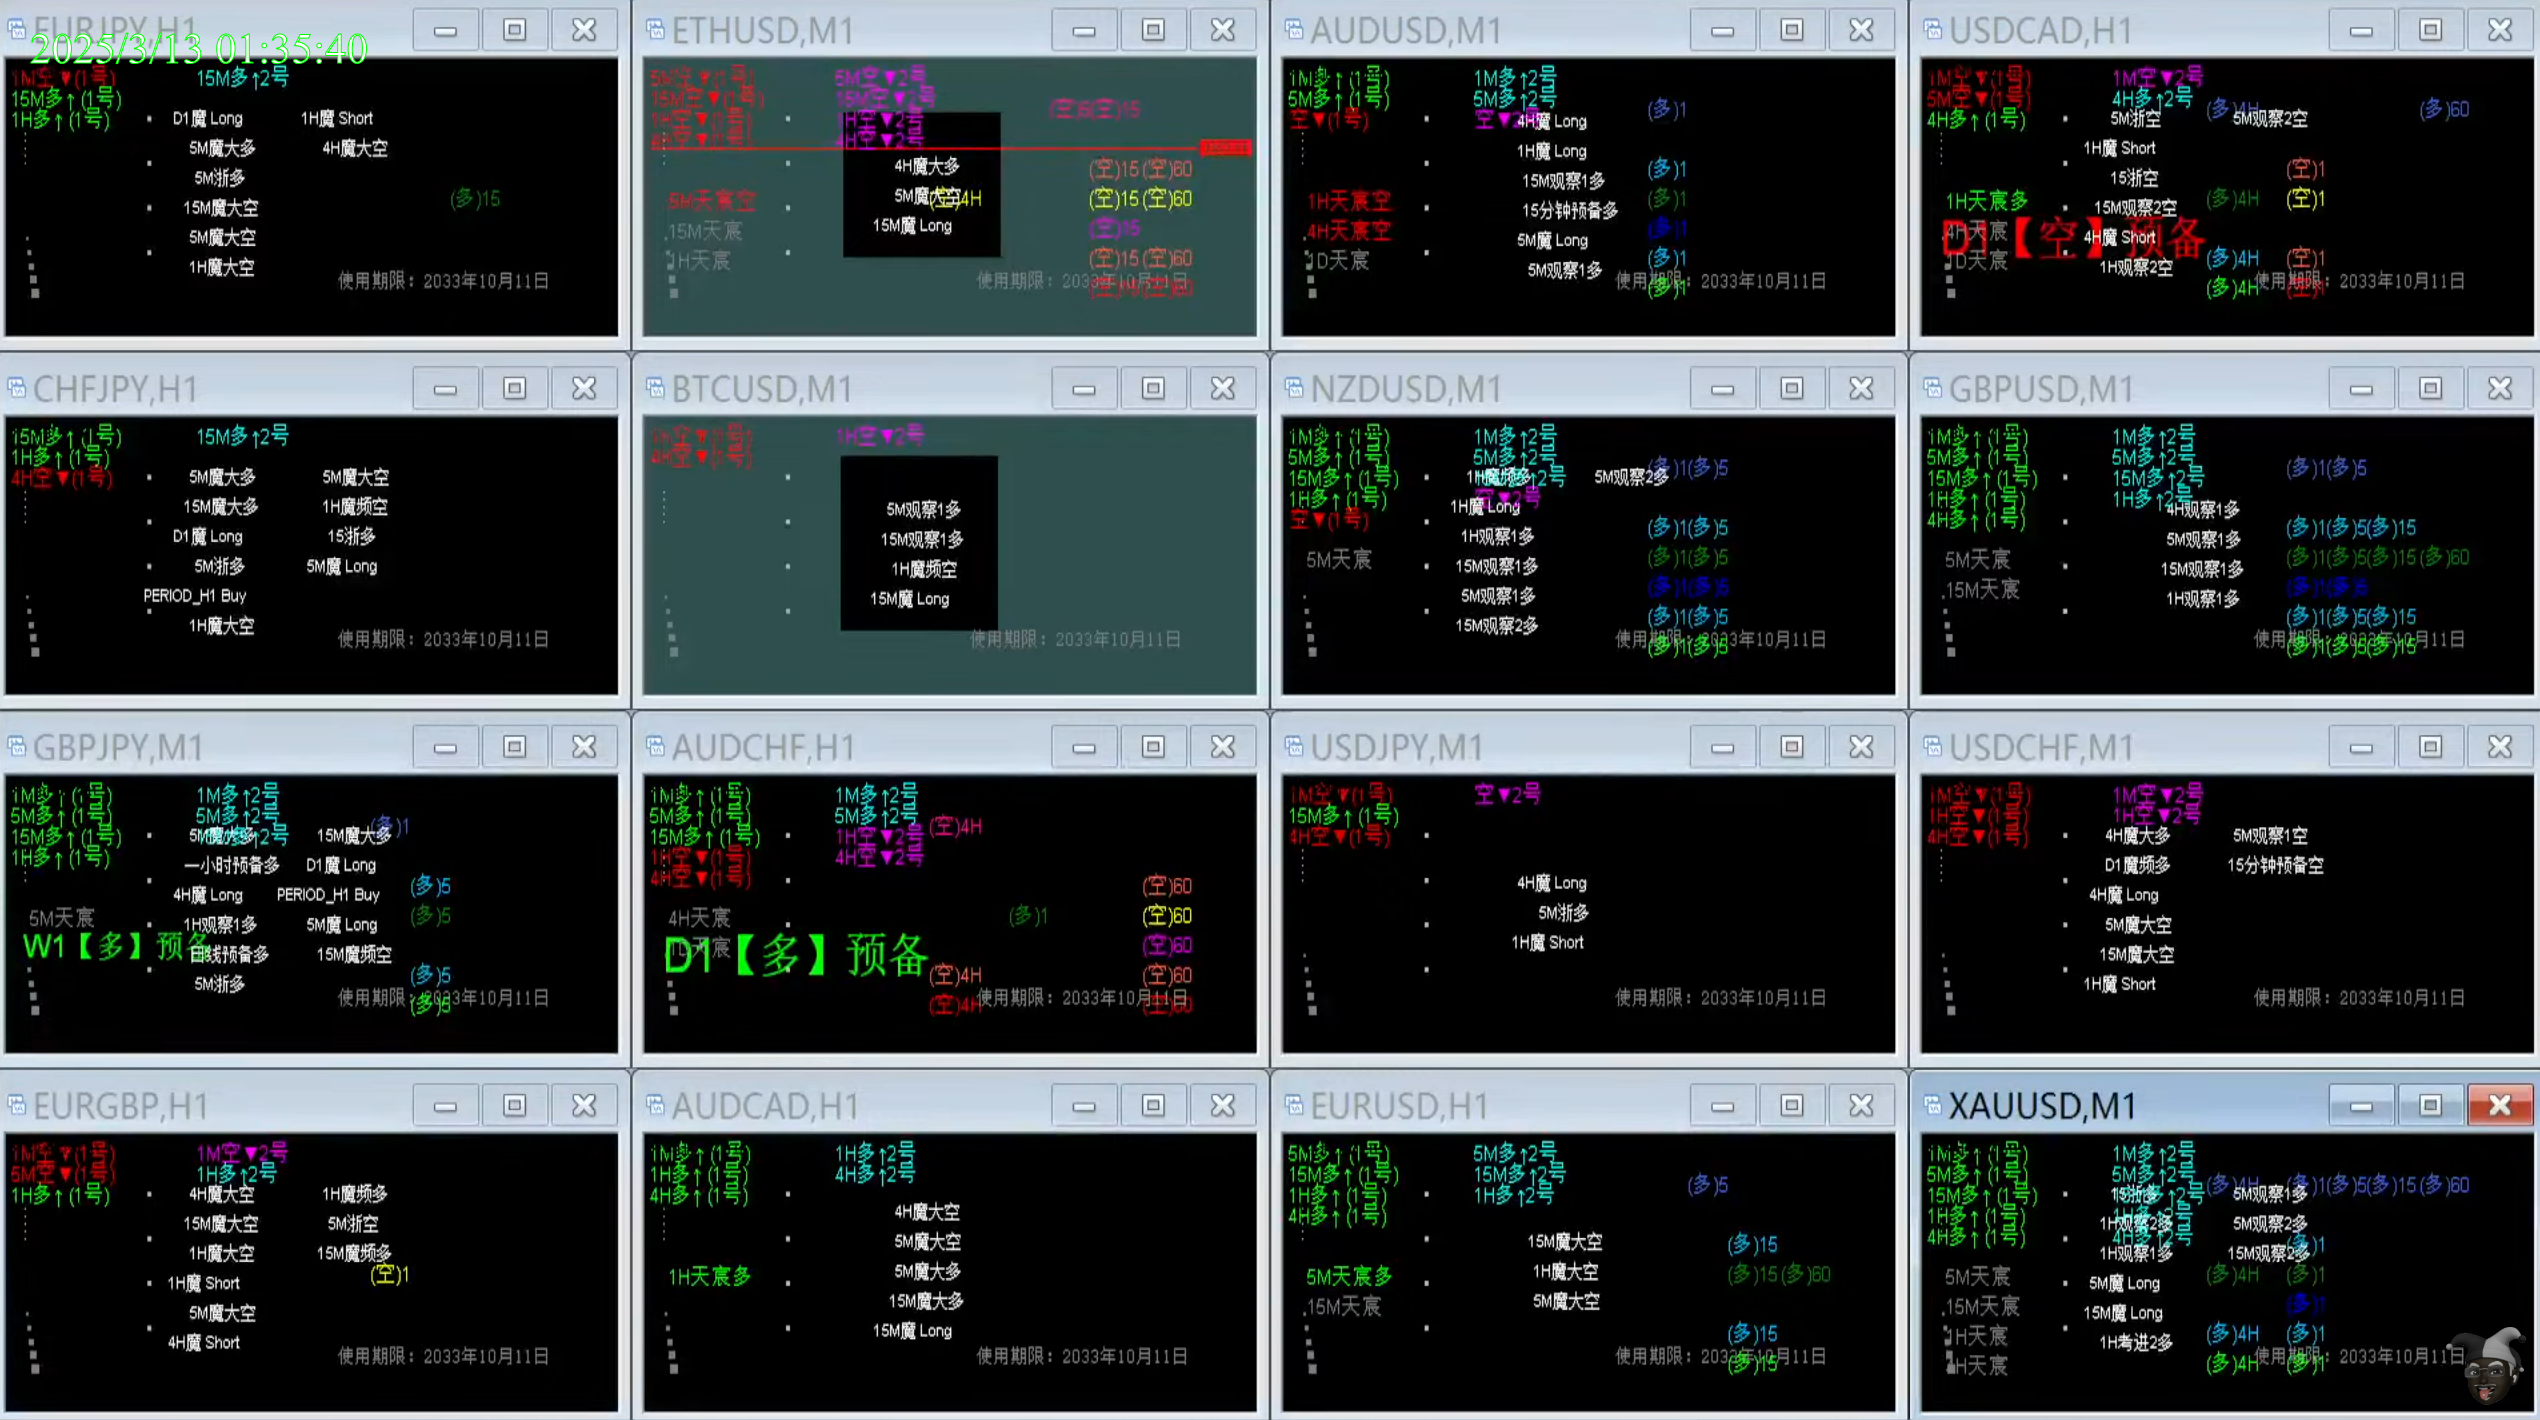 EURJPY,H1
2025/3/13 01:35:40
1M空▼(1号)
15M多↑2号
15M多↑(1号)
1H多↑(1号)
D1魔 Long 1H魔 Short
5M魔大多 4H魔大空
5M浙多
(多)15
15M魔大空
5M魔大空
1H魔大空
使用期限：2033年10月11日
ETHUSD,M1
5M空▼(1号) 5M空▼2号
15M空▼(1号) 15M空▼2号
1H空▼(1号) 1H空▼2号
4H空▼(1号) 4H空▼2号
(空)5(空)15
4H魔大多
(空)15(空)60
5M魔大空
(空)4H
(空)15(空)60
5M天宸空
15M魔 Long
(空)15
15M天宸
1H天宸
(空)15(空)60
使用期限：2033年10月11日
AUDUSD,M1
1M多↑(1号) 1M多↑2号
5M多↑(1号) 5M多↑2号
空▼(1号) 空▼2号
(多)1
4H魔 Long
1H魔 Long
(多)1
15M观察1多
1H天宸空
(多)1
15分钟预备多
4H天宸空
(多)1
5M魔 Long
1D天宸
(多)1
5M观察1多
使用期限：2033年10月11日
(多)1
USDCAD,H1
1M空▼(1号) 1M空▼2号
5M空▼(1号) 4H多↑2号
4H多↑(1号)
(多)4H (多)60
5M浙空 5M观察2空
1H魔 Short
15浙空
(空)1
1H天宸多
(多)4H (空)1
15M观察2空
4H天宸
4H魔 Short
D1【空】预备
1D天宸
1H观察2空
(多)4H (空)1
使用期限：2033年10月11日
(多)4H (空)1
CHFJPY,H1
15M多↑(1号) 15M多↑2号
1H多↑(1号)
4H空▼(1号)
5M魔大多 5M魔大空
15M魔大多 1H魔频空
D1魔 Long 15浙多
5M浙多 5M魔 Long
PERIOD_H1 Buy
1H魔大空
使用期限：2033年10月11日
BTCUSD,M1
1H空▼(1号) 1H空▼2号
4H空▼(1号)
5M观察1多
15M观察1多
1H魔频空
15M魔 Long
使用期限：2033年10月11日
NZDUSD,M1
1M多↑(1号) 1M多↑2号
5M多↑(1号) 5M多↑2号
15M多↑(1号) 15M多↑2号
1H多↑(1号) 空▼2号
空▼(1号)
(多)1(多)5
1H魔频多 5M观察2多
1H魔 Long
1H观察1多
(多)1(多)5
5M天宸
15M观察1多
(多)1(多)5
5M观察1多
(多)1(多)5
15M观察2多
(多)1(多)5
使用期限：2033年10月11日
(多)1(多)5
GBPUSD,M1
1M多↑(1号) 1M多↑2号
5M多↑(1号) 5M多↑2号
15M多↑(1号) 15M多↑2号
1H多↑(1号) 1H多↑2号
4H多↑(1号)
(多)1(多)5
4H观察1多
5M观察1多
(多)1(多)5(多)15
5M天宸
15M观察1多
(多)1(多)5(多)15(多)60
15M天宸
1H观察1多
(多)1(多)5
(多)1(多)5(多)15
使用期限：2033年10月11日
(多)1(多)5(多)15
GBPJPY,M1
1M多↑(1号) 1M多↑2号
5M多↑(1号) 5M多↑2号
15M多↑(1号) 15M多↑2号
1H多↑(1号)
(多)1
5M魔大多 15M魔大多
一小时预备多 D1魔 Long
4H魔 Long PERIOD_H1 Buy
(多)5
5M天宸
1H观察1多 5M魔 Long
(多)5
W1【多】预备
日线预备多 15M魔频空
5M浙多
(多)5
使用期限：2033年10月11日
(多)5
AUDCHF,H1
1M多↑(1号) 1M多↑2号
5M多↑(1号) 5M多↑2号
15M多↑(1号) 1H空▼2号
1H空▼(1号) 4H空▼2号
4H空▼(1号)
(空)4H
(空)60
4H天宸
(多)1 (空)60
1D天宸
(空)60
D1【多】预备
(空)4H (空)60
使用期限：2033年10月11日
(空)4H (空)60
USDJPY,M1
1M空▼(1号) 空▼2号
15M多↑(1号)
4H空▼(1号)
4H魔 Long
5M浙多
1H魔 Short
使用期限：2033年10月11日
USDCHF,M1
1M空▼(1号) 1M空▼2号
1H空▼(1号) 1H空▼2号
4H空▼(1号)
4H魔大多 5M观察1空
D1魔频多 15分钟预备空
4H魔 Long
5M魔大空
15M魔大空
1H魔 Short
使用期限：2033年10月11日
EURGBP,H1
1M空▼(1号) 1M空▼2号
5M空▼(1号) 1H多↑2号
1H多↑(1号)
4H魔大空 1H魔频多
15M魔大空 5M浙空
1H魔大空 15M魔频多
(空)1
1H魔 Short
5M魔大空
4H魔 Short
使用期限：2033年10月11日
AUDCAD,H1
1M多↑(1号) 1H多↑2号
1H多↑(1号) 4H多↑2号
4H多↑(1号)
4H魔大空
5M魔大空
1H天宸多
5M魔大多
15M魔大多
15M魔 Long
使用期限：2033年10月11日
EURUSD,H1
5M多↑(1号) 5M多↑2号
15M多↑(1号) 15M多↑2号
1H多↑(1号) 1H多↑2号
4H多↑(1号)
(多)5
15M魔大空
(多)15
5M天宸多
1H魔大空
(多)15(多)60
15M天宸
5M魔大空
(多)15
使用期限：2033年10月11日
(多)15
XAUUSD,M1
1M多↑(1号) 1M多↑2号
5M多↑(1号) 5M多↑2号
15M多↑(1号) 15M多↑2号
1H多↑(1号) 1H多↑2号
4H多↑(1号) 4H多↑2号
(多)4H (多)1(多)5(多)15(多)60
15浙多 5M观察1多
1H观察2多 5M观察2多
1H观察1多 15M观察2多
(多)1
5M天宸
5M魔 Long
(多)4H (多)1
15M天宸
15M魔 Long
(多)1
1H天宸
1H考进2多
(多)4H (多)1
4H天宸
使用期限：2033年10月11日
(多)4H (多)1